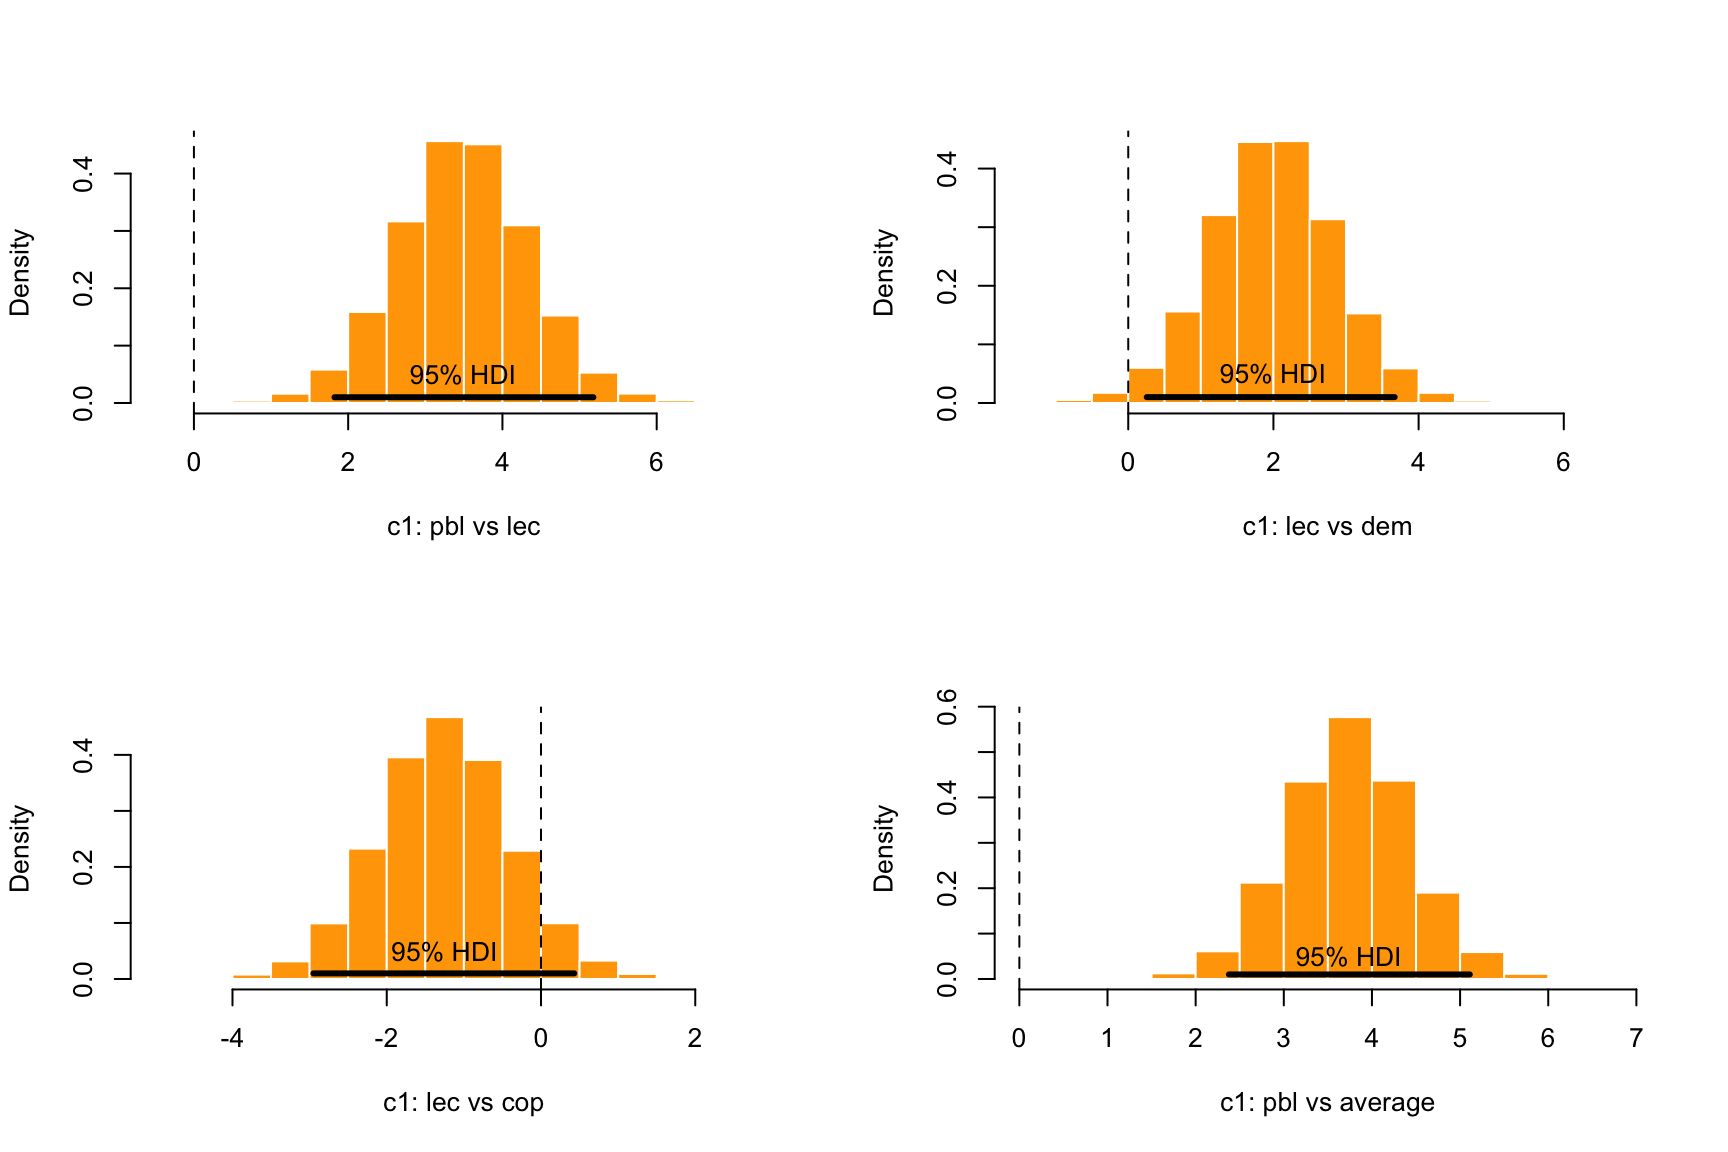 Density
0.0 0.2 0.4
95% HDI
0 2 4 6
c1: pbl vs lec
Density
0.0 0.2 0.4
95% HDI
0 2 4 6
c1: lec vs dem
Density
0.0 0.2 0.4
95% HDI
-4 -2 0 2
c1: lec vs cop
Density
0.0 0.2 0.4 0.6
95% HDI
0 1 2 3 4 5 6 7
c1: pbl vs average